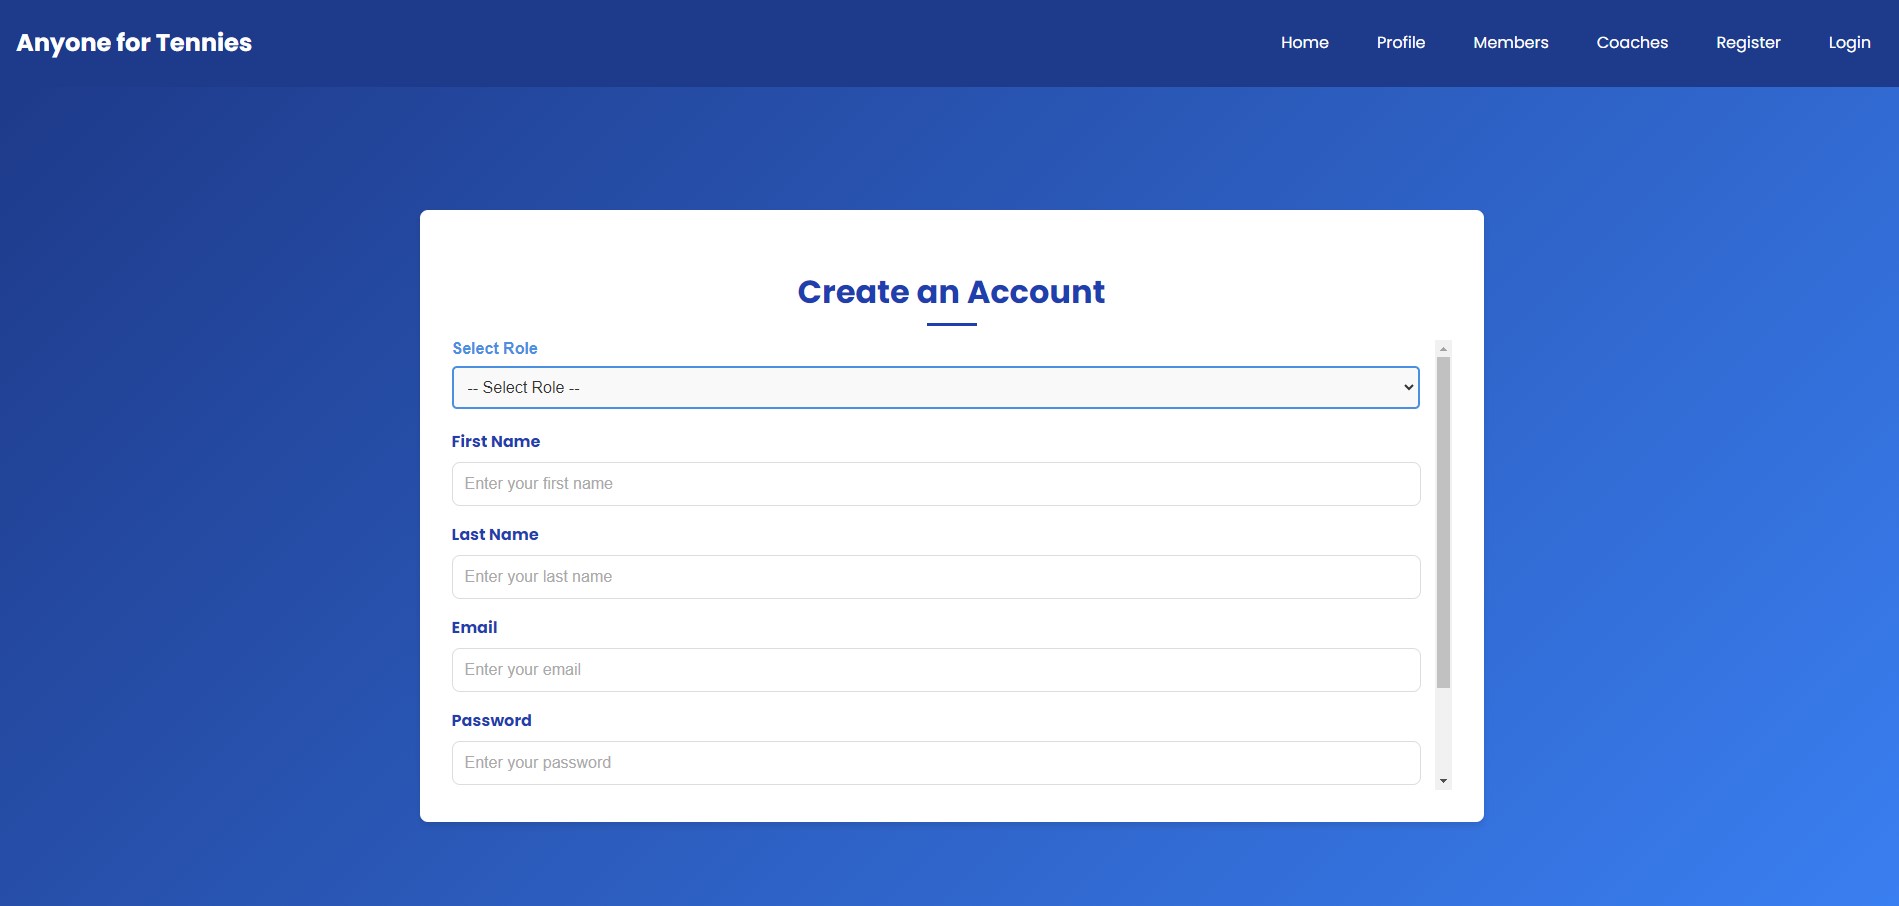 Anyone for Tennies
Home Profile Members Coaches Register Login
Create an Account
Select Role
-- Select Role --
First Name
Enter your first name
Last Name
Enter your last name
Email
Enter your email
Password
Enter your password